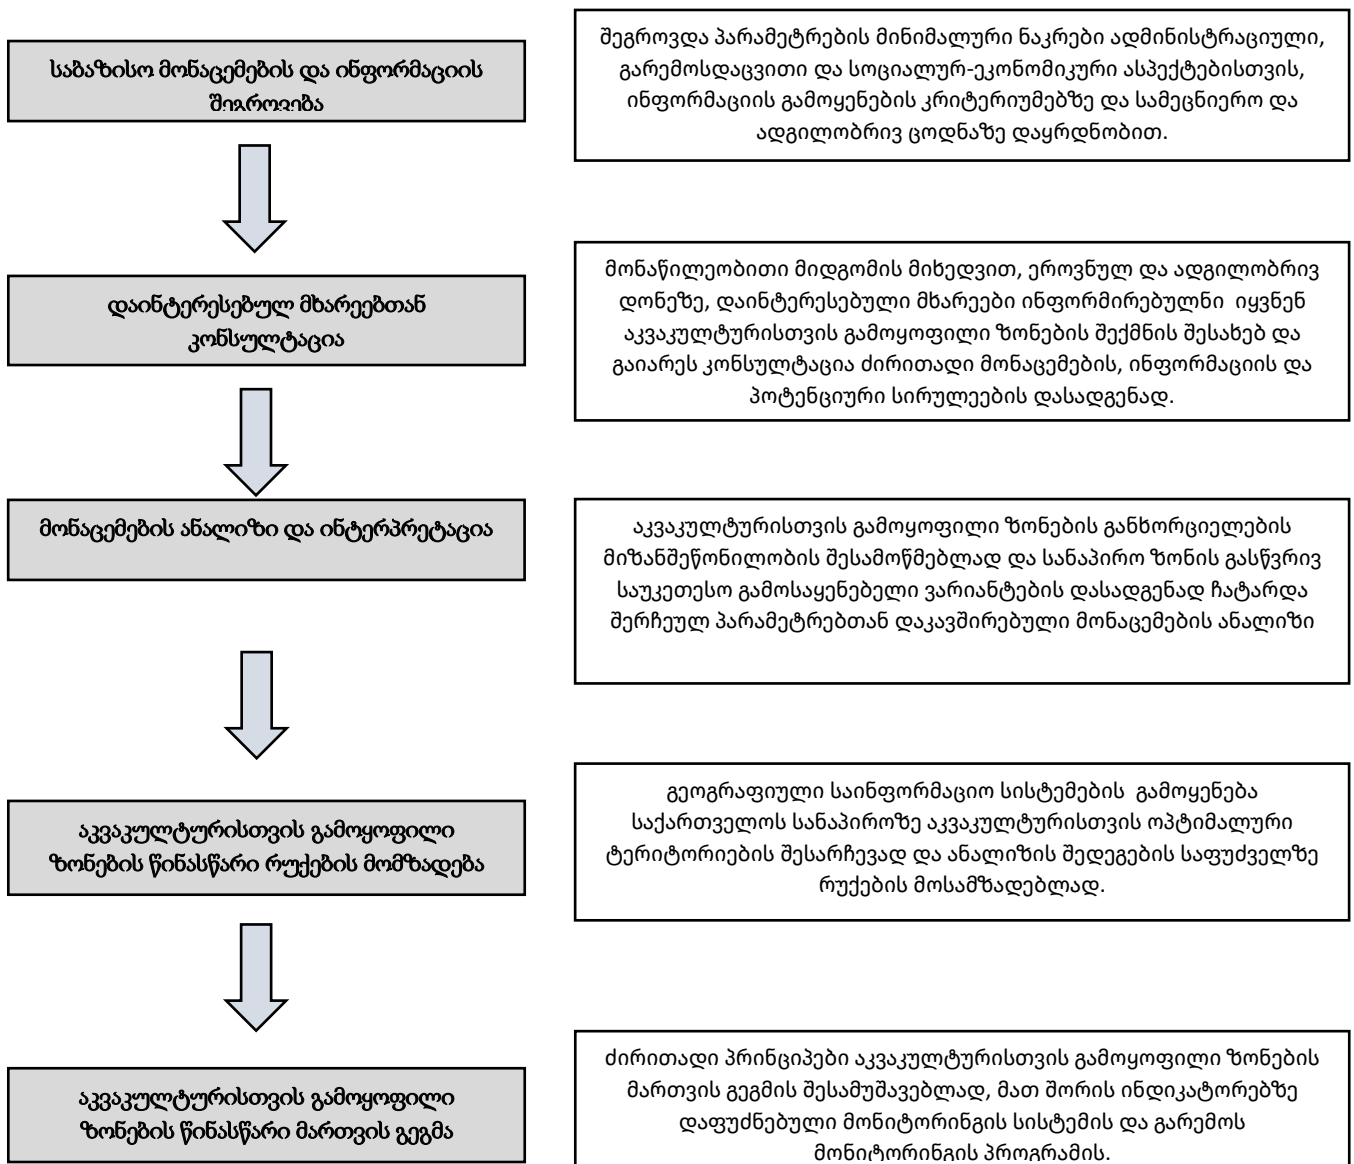 საბაზისო მონაცემების და ინფორმაციის
შეგროვება
შეგროვდა პარამეტრების მინიმალური ნაკრები ადმინისტრაციული,
გარემოსდაცვითი და სოციალურ-ეკონომიკური ასპექტებისთვის,
ინფორმაციის გამოყენების კრიტერიუმებზე და სამეცნიერო და
ადგილობრივ ცოდნაზე დაყრდნობით.
დაინტერესებულ მხარეებთან
კონსულტაცია
მონაწილეობითი მიდგომის მიხედვით, ეროვნულ და ადგილობრივ
დონეზე, დაინტერესებული მხარეები ინფორმირებულნი იყვნენ
აკვაკულტურისთვის გამოყოფილი ზონების შექმნის შესახებ და
გაიარეს კონსულტაცია ძირითადი მონაცემების, ინფორმაციის და
პოტენციური სირულეების დასადგენად.
მონაცემების ანალიზი და ინტერპრეტაცია
აკვაკულტურისთვის გამოყოფილი ზონების განხორციელების
მიზანშეწონილობის შესამოწმებლად და სანაპირო ზონის გასწვრივ
საუკეთესო გამოსაყენებელი ვარიანტების დასადგენად ჩატარდა
შერჩეულ პარამეტრებთან დაკავშირებული მონაცემების ანალიზი
აკვაკულტურისთვის გამოყოფილი
ზონების წინასწარი რუქების მომზადება
გეოგრაფიული საინფორმაციო სისტემების გამოყენება
საქართველოს სანაპიროზე აკვაკულტურისთვის ოპტიმალური
ტერიტორიების შესარჩევად და ანალიზის შედეგების საფუძველზე
რუქების მოსამზადებლად.
აკვაკულტურისთვის გამოყოფილი
ზონების წინასწარი მართვის გეგმა
ძირითადი პრინციპები აკვაკულტურისთვის გამოყოფილი ზონების
მართვის გეგმის შესამუშავებლად, მათ შორის ინდიკატორებზე
დაფუძნებული მონიტორინგის სისტემის და გარემოს
მონიტორინგის პროგრამის.